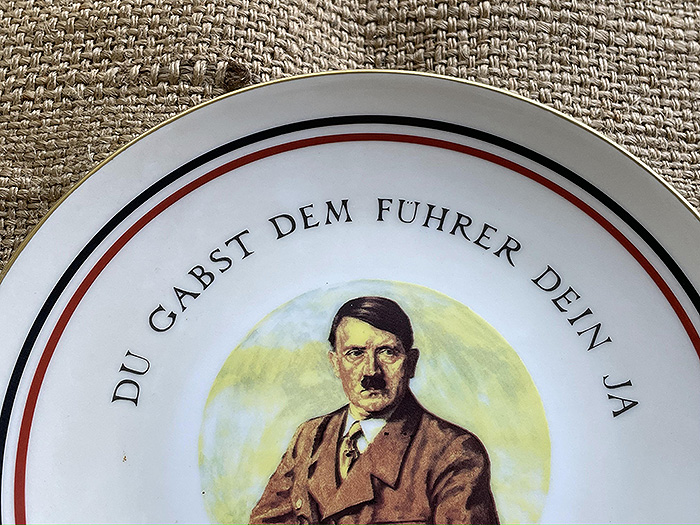 DU GABST DEM FÜHRER DEIN JA